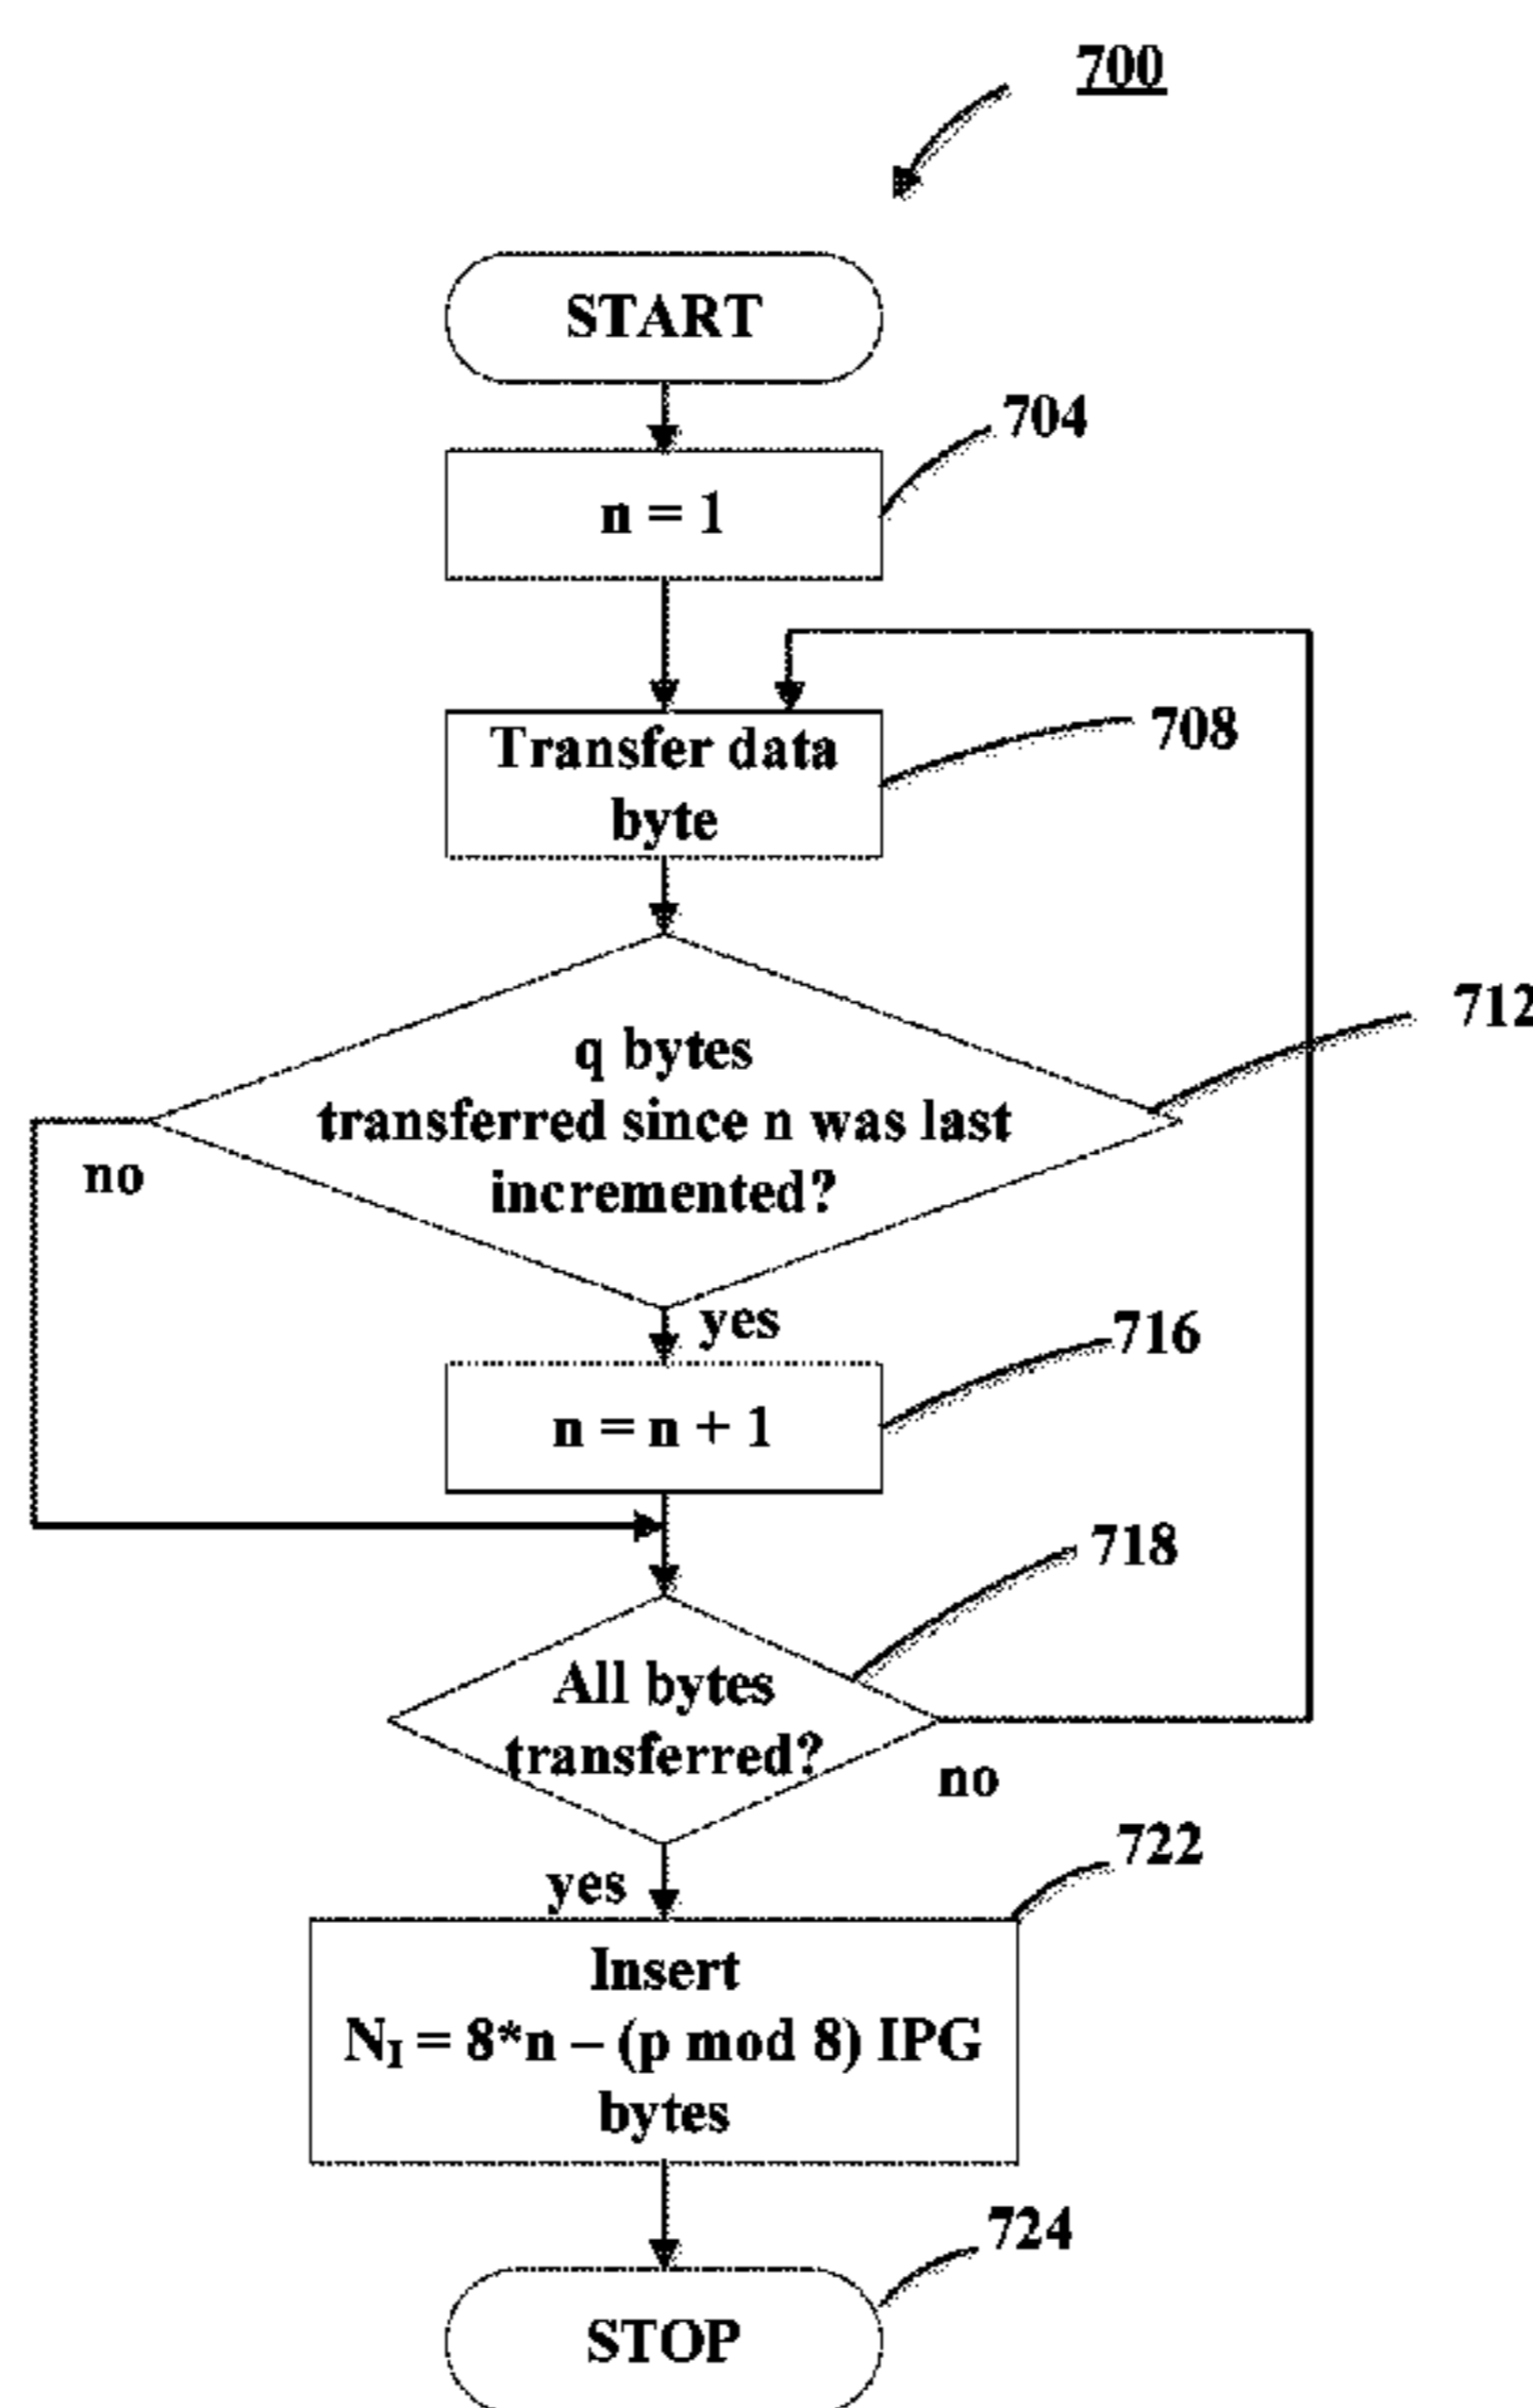 700
START
704
n = 1
708
Transfer data
byte
712
q bytes
transferred since n was last
incremented?
no
yes
716
n = n + 1
718
All bytes
transferred?
no
yes
722
Insert
N_I = 8*n – (p mod 8) IPG
bytes
724
STOP